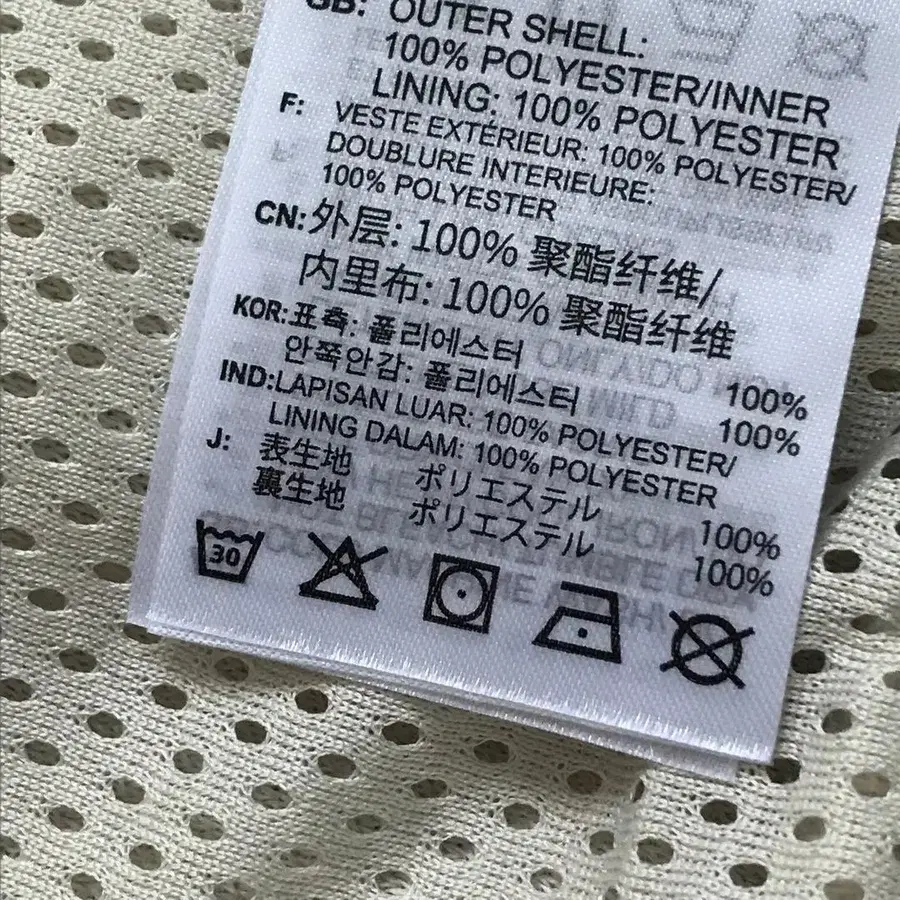 GB: OUTER SHELL:
100% POLYESTER/INNER
LINING: 100% POLYESTER
F: VESTE EXTÉRIEUR: 100% POLYESTER/
DOUBLURE INTERIEURE:
100% POLYESTER
CN: 外层: 100% 聚酯纤维/
内里布: 100% 聚酯纤维
KOR: 표측: 폴리에스터 100%
안쪽안감: 폴리에스터 100%
IND: LAPISAN LUAR: 100% POLYESTER/
LINING DALAM: 100% POLYESTER
J: 表生地 ポリエステル 100%
裏生地 ポリエステル 100%
30